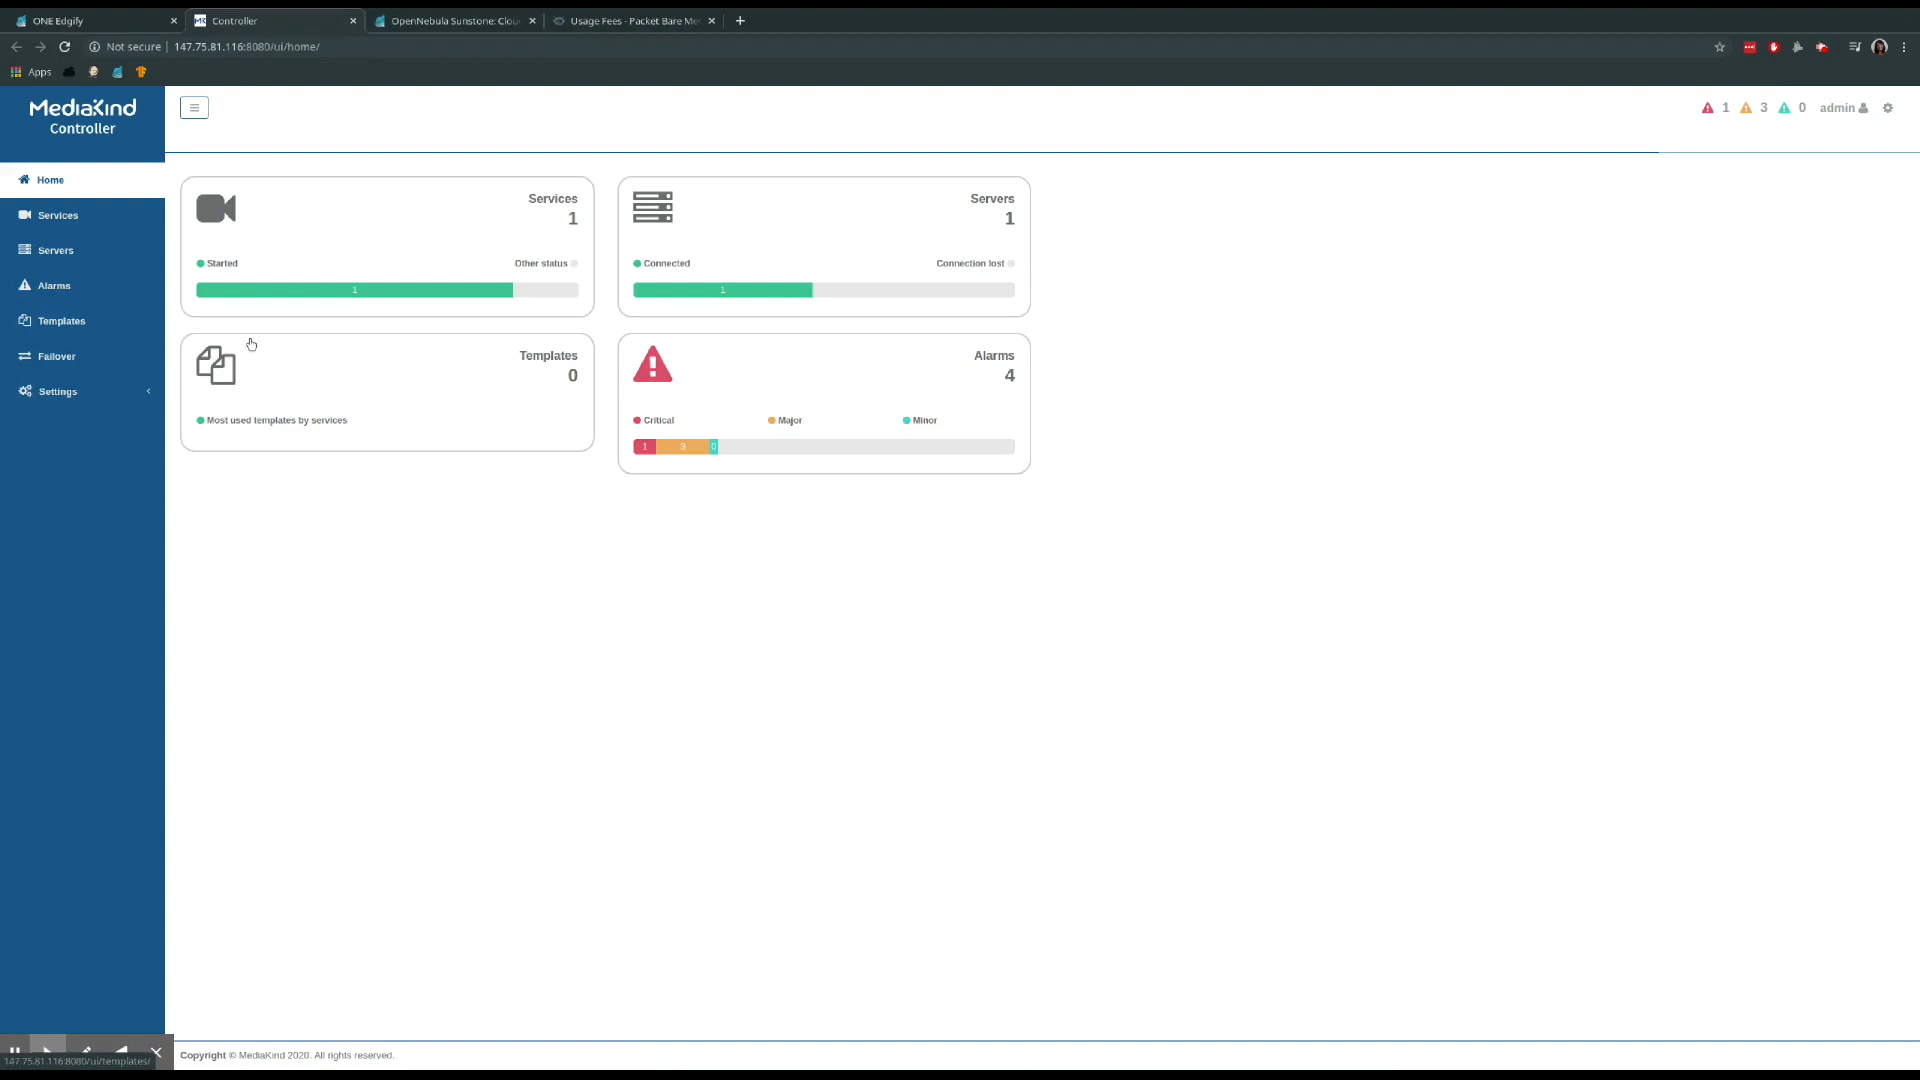 ONE Edgify
Controller
OpenNebula Sunstone: Clou
Usage Fees - Packet Bare Me
Not secure
147.75.81.116:8080/ui/home/
Apps
MediaKind
Controller
Home
Services
Servers
Alarms
Templates
Failover
Settings
1
3
0
admin
Services
1
Started
Other status
1
Servers
1
Connected
Connection lost
1
Templates
0
Most used templates by services
Alarms
4
Critical
Major
Minor
1
3
0
147.75.81.116:8080/ui/templates/
Copyright © MediaKind 2020. All rights reserved.